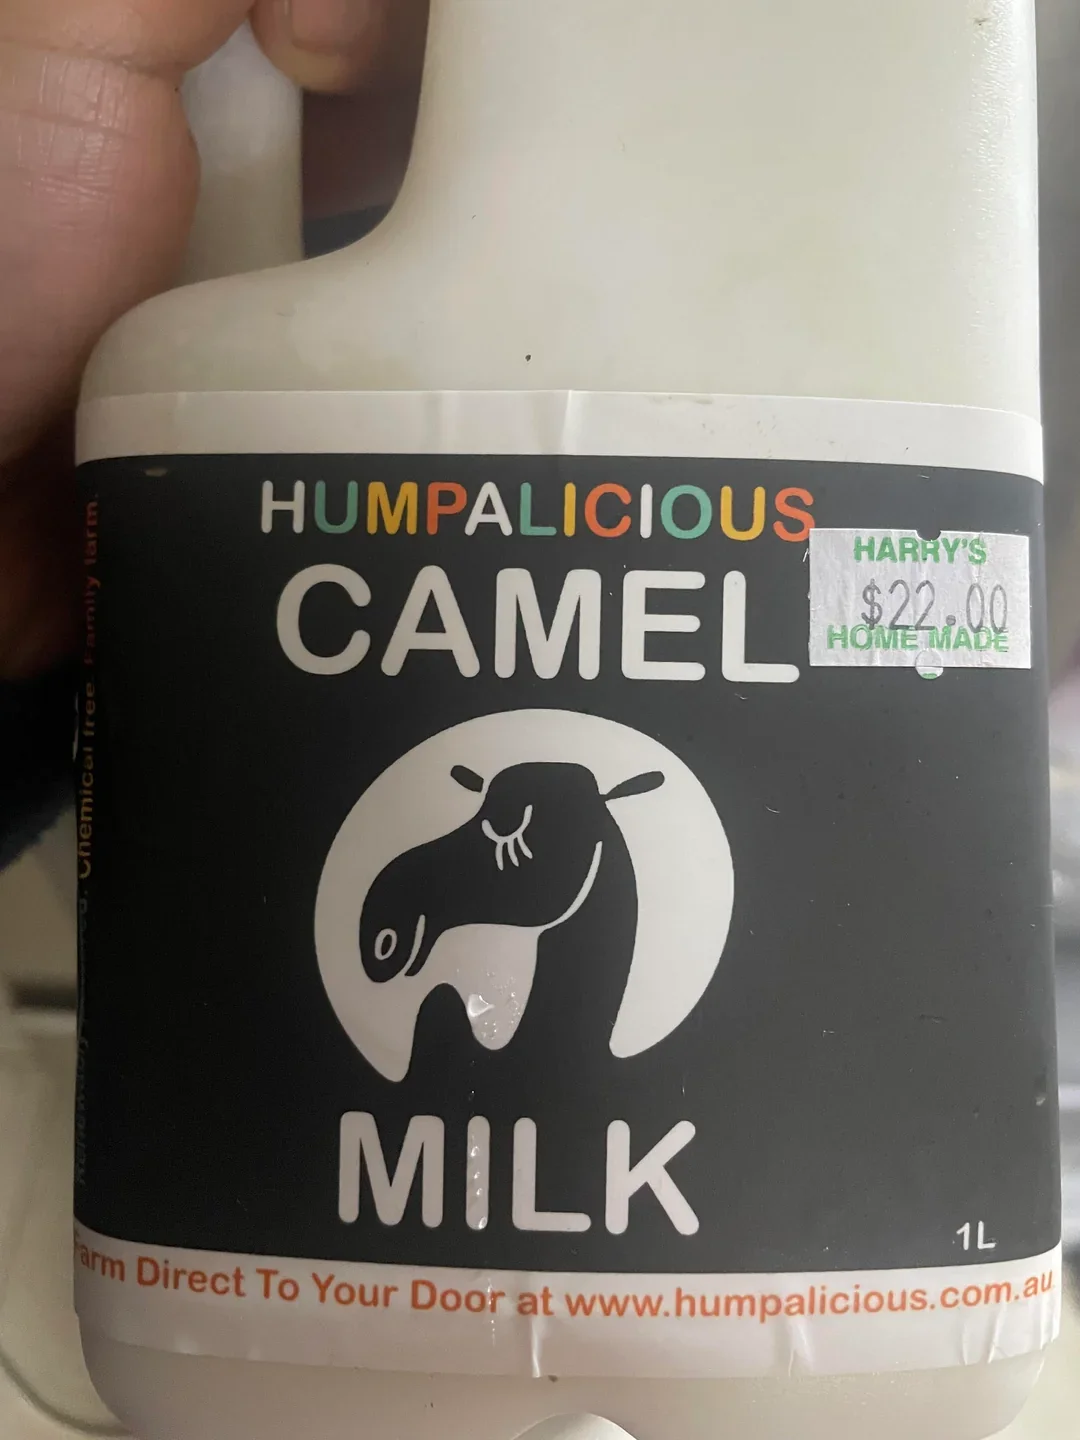 HUMPALICIOUS
CAMEL
HARRY'S
$22.00
HOME MADE
MILK
1L
Farm Direct To Your Door at www.humpalicious.com.au
Chemical free. Family farm.